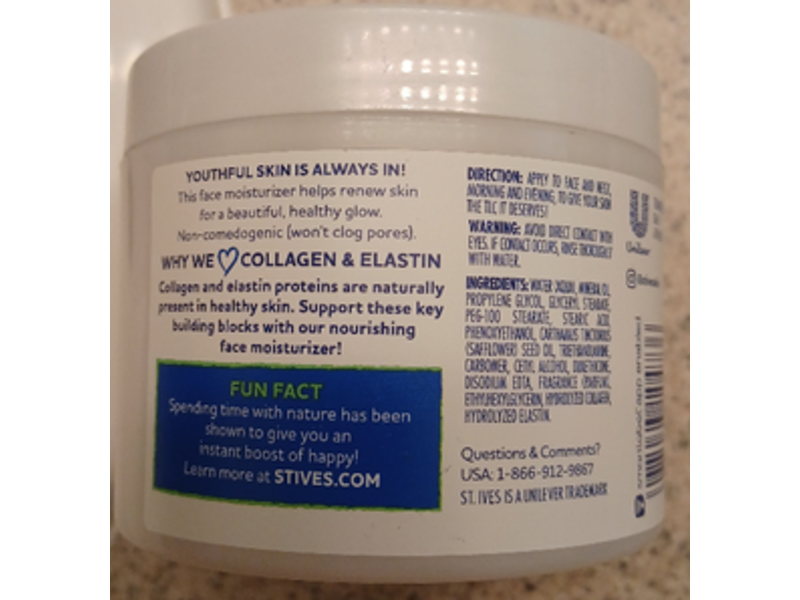 YOUTHFUL SKIN IS ALWAYS IN!
This face moisturizer helps renew skin
for a beautiful, healthy glow.
Non-comedogenic (won't clog pores).
WHY WE COLLAGEN & ELASTIN
Collagen and elastin proteins are naturally
present in healthy skin. Support these key
building blocks with our nourishing
face moisturizer!
FUN FACT
Spending time with nature has been
shown to give you an
instant boost of happy!
Learn more at STIVES.COM
DIRECTION: APPLY TO FACE AND NECK,
MORNING AND EVENING, TO GIVE YOUR SKIN
THE TLC IT DESERVES!
WARNING: AVOID DIRECT CONTACT WITH
EYES. IF CONTACT OCCURS, RINSE THOROUGHLY
WITH WATER.
INGREDIENTS: WATER (AQUA), MINERAL OIL,
PROPYLENE GLYCOL, GLYCERYL STEARATE,
PEG-100 STEARATE, STEARIC ACID,
PHENOXYETHANOL, CARTHAMUS TINCTORIUS
(SAFFLOWER) SEED OIL, TRIETHANOLAMINE,
CARBOMER, CETYL ALCOHOL, DIMETHICONE,
DISODIUM EDTA, FRAGRANCE (PARFUM),
ETHYLHEXYLGLYCERIN, HYDROLYZED COLLAGEN,
HYDROLYZED ELASTIN.
Questions & Comments?
USA: 1-866-912-9867
ST. IVES IS A UNILEVER TRADEMARK
Unilever
smartlabel app enabled